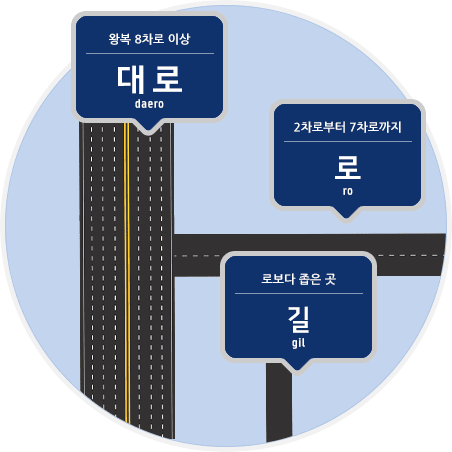 왕복 8차로 이상
대로
daero
2차로부터 7차로까지
로
ro
로보다 좁은 곳
길
gil